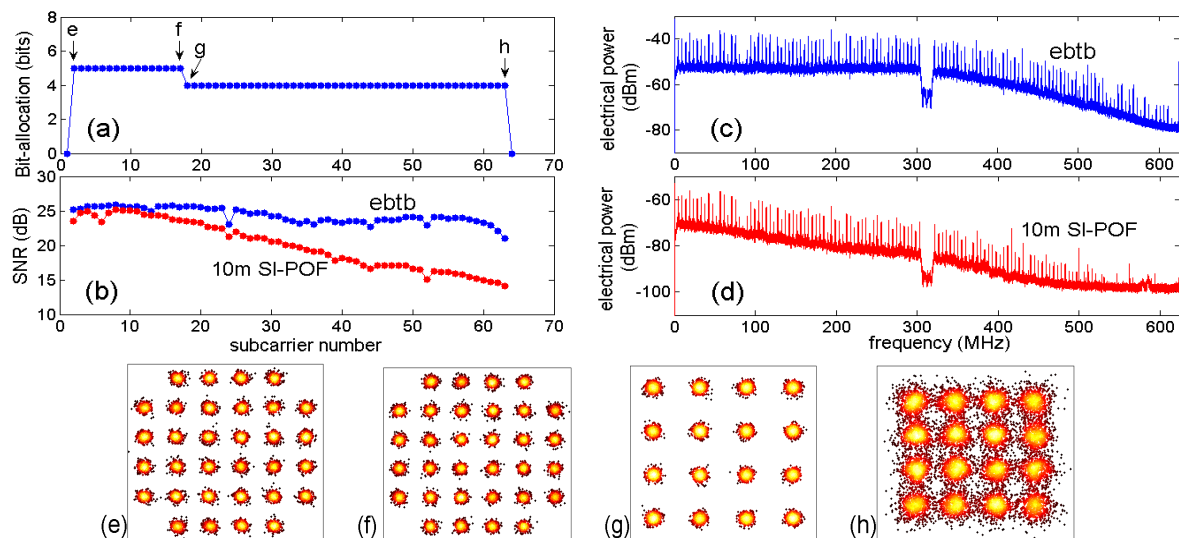 Bit-allocation (bits)
8
6
4
2
0
e
f
g
h
(a)
0
10
20
30
40
50
60
70
SNR (dB)
30
25
20
15
10
ebtb
10m SI-POF
(b)
0
10
20
30
40
50
60
70
subcarrier number
electrical power
(dBm)
-40
-60
-80
ebtb
(c)
0
100
200
300
400
500
600
electrical power
(dBm)
-60
-80
-100
10m SI-POF
(d)
0
100
200
300
400
500
600
frequency (MHz)
(e)
(f)
(g)
(h)